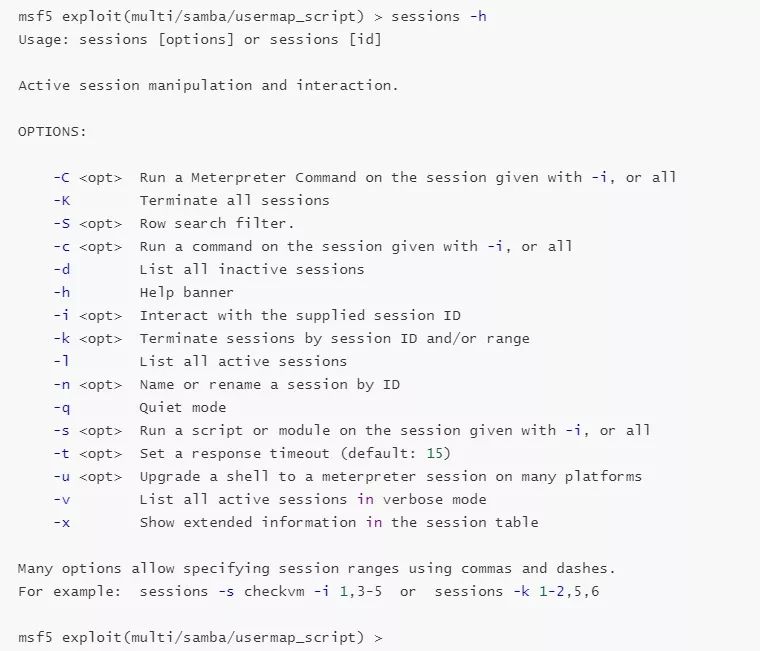 msf5 exploit(multi/samba/usermap_script) > sessions -h
Usage: sessions [options] or sessions [id]

Active session manipulation and interaction.

OPTIONS:

    -C <opt>  Run a Meterpreter Command on the session given with -i, or all
    -K        Terminate all sessions
    -S <opt>  Row search filter.
    -c <opt>  Run a command on the session given with -i, or all
    -d        List all inactive sessions
    -h        Help banner
    -i <opt>  Interact with the supplied session ID
    -k <opt>  Terminate sessions by session ID and/or range
    -l        List all active sessions
    -n <opt>  Name or rename a session by ID
    -q        Quiet mode
    -s <opt>  Run a script or module on the session given with -i, or all
    -t <opt>  Set a response timeout (default: 15)
    -u <opt>  Upgrade a shell to a meterpreter session on many platforms
    -v        List all active sessions in verbose mode
    -x        Show extended information in the session table

Many options allow specifying session ranges using commas and dashes.
For example:  sessions -s checkvm -i 1,3-5  or  sessions -k 1-2,5,6

msf5 exploit(multi/samba/usermap_script) >